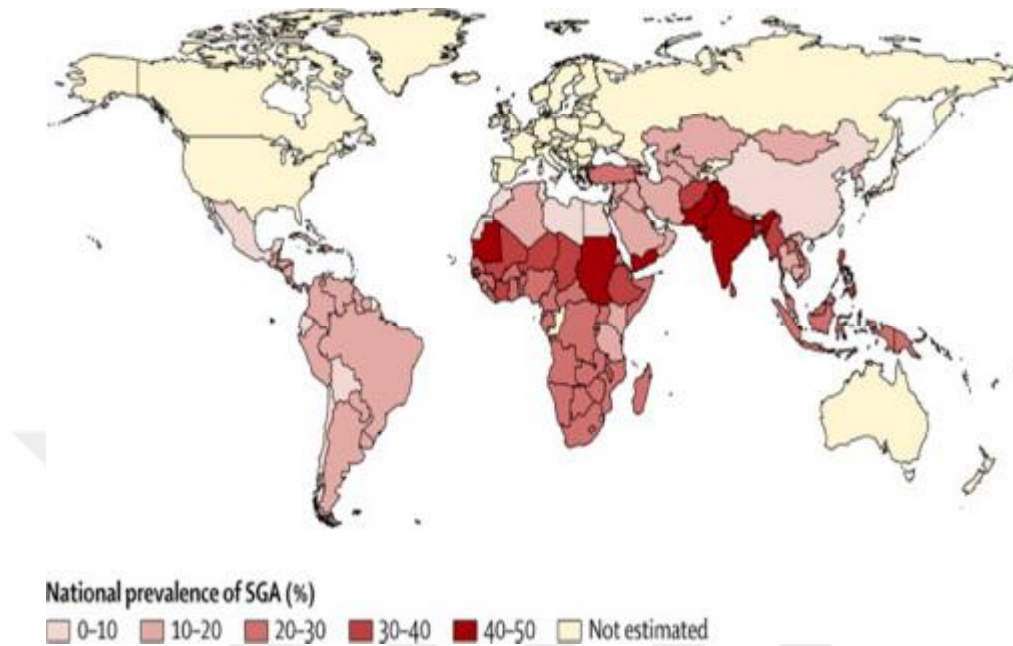 National prevalence of SGA (%)
0–10 10–20 20–30 30–40 40–50 Not estimated